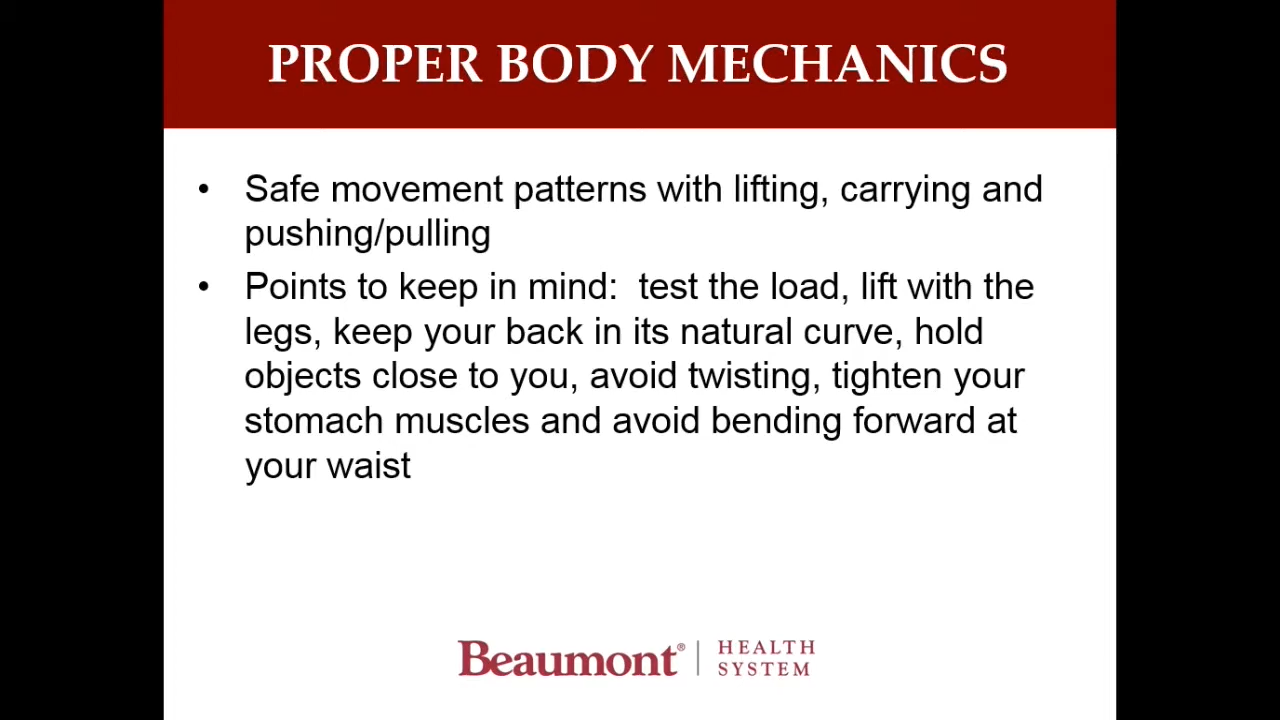 PROPER BODY MECHANICS
• Safe movement patterns with lifting, carrying and
pushing/pulling
• Points to keep in mind:  test the load, lift with the
legs, keep your back in its natural curve, hold
objects close to you, avoid twisting, tighten your
stomach muscles and avoid bending forward at
your waist
Beaumont® | HEALTH
SYSTEM